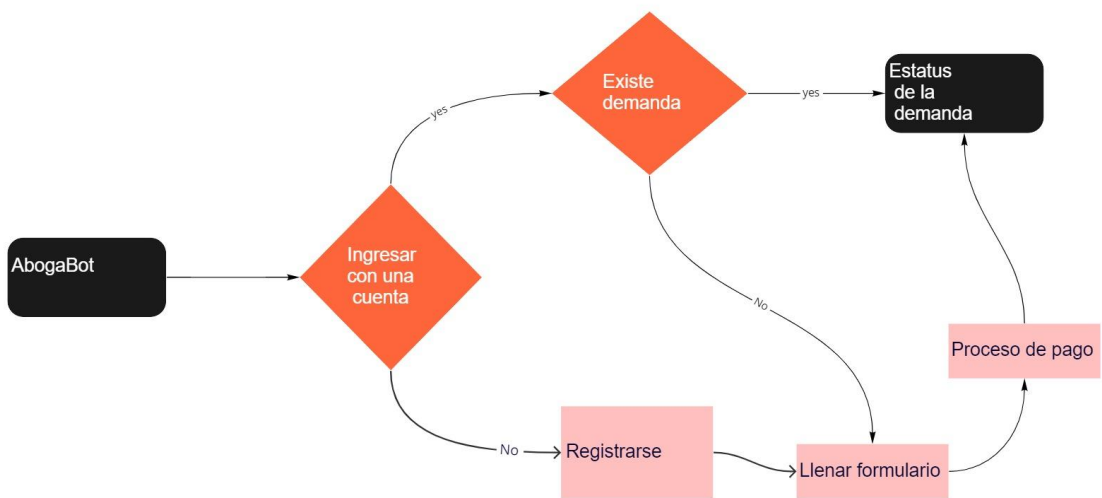 Existe
demanda
yes
Estatus
de la
demanda
yes
AbogaBot
Ingresar
con una
cuenta
No
Proceso de pago
No
Registrarse
Llenar formulario